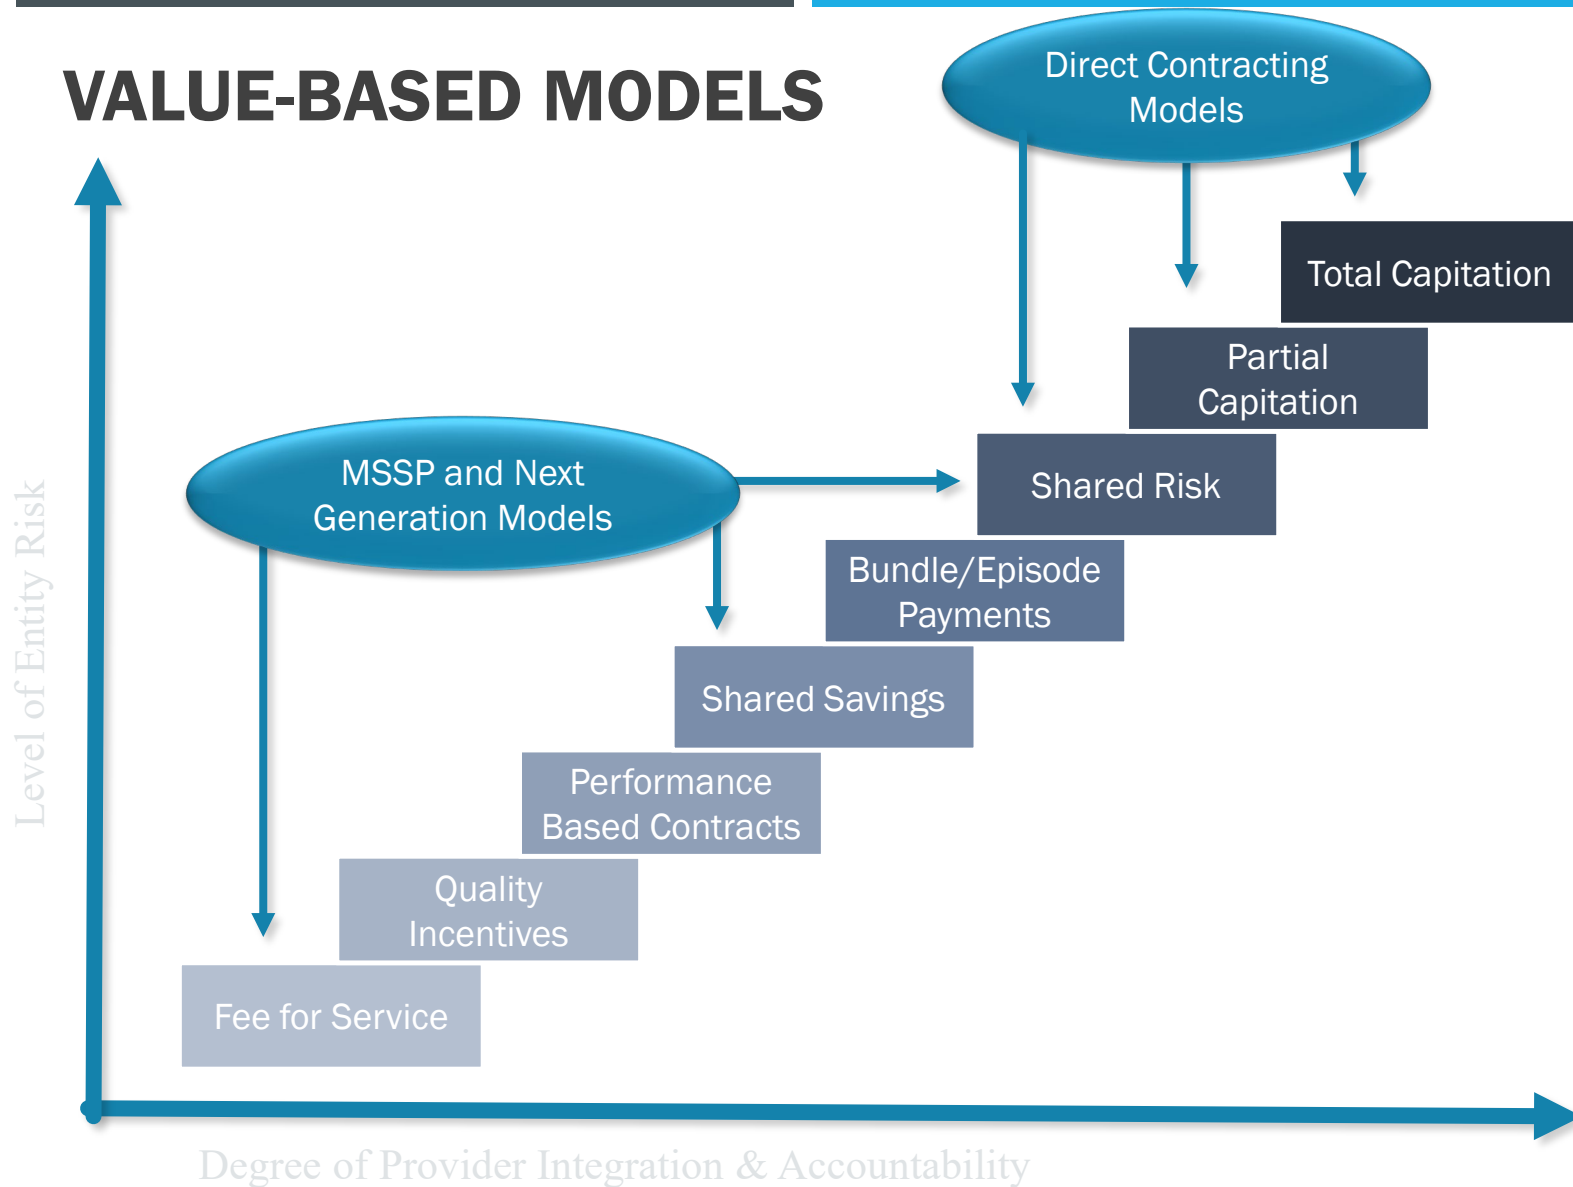 VALUE-BASED MODELS
Direct Contracting
Models
Total Capitation
Partial
Capitation
MSSP and Next
Generation Models
Shared Risk
Bundle/Episode
Payments
Shared Savings
Performance
Based Contracts
Quality
Incentives
Fee for Service
Level of Entity Risk
Degree of Provider Integration & Accountability